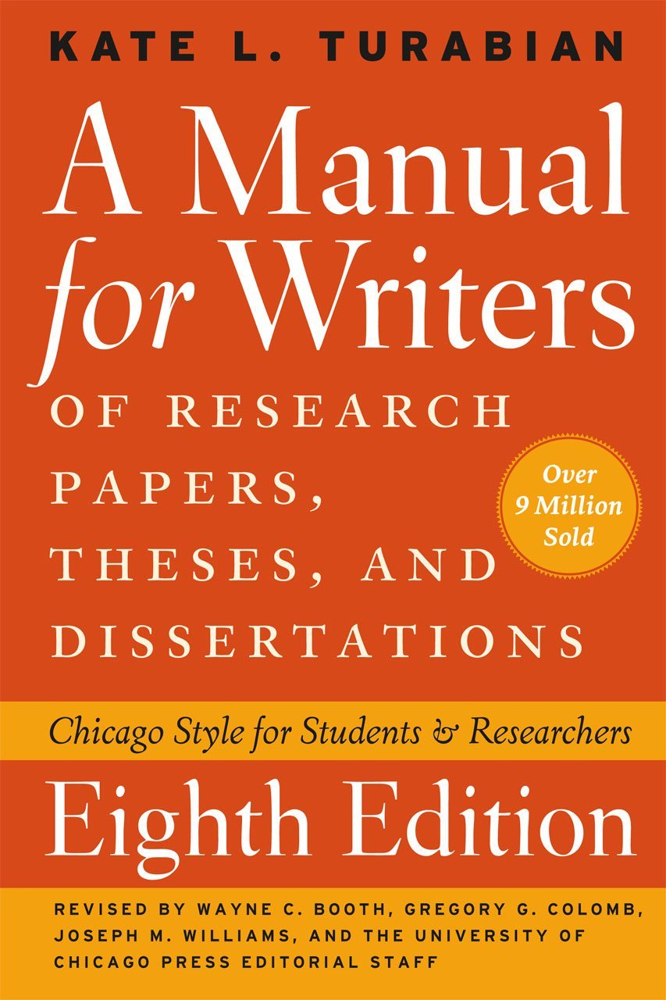 KATE L. TURABIAN
A Manual
for Writers
OF RESEARCH
PAPERS,
THESES, AND
DISSERTATIONS
Over
9 Million
Sold
Chicago Style for Students & Researchers
Eighth Edition
REVISED BY WAYNE C. BOOTH, GREGORY G. COLOMB,
JOSEPH M. WILLIAMS, AND THE UNIVERSITY OF
CHICAGO PRESS EDITORIAL STAFF